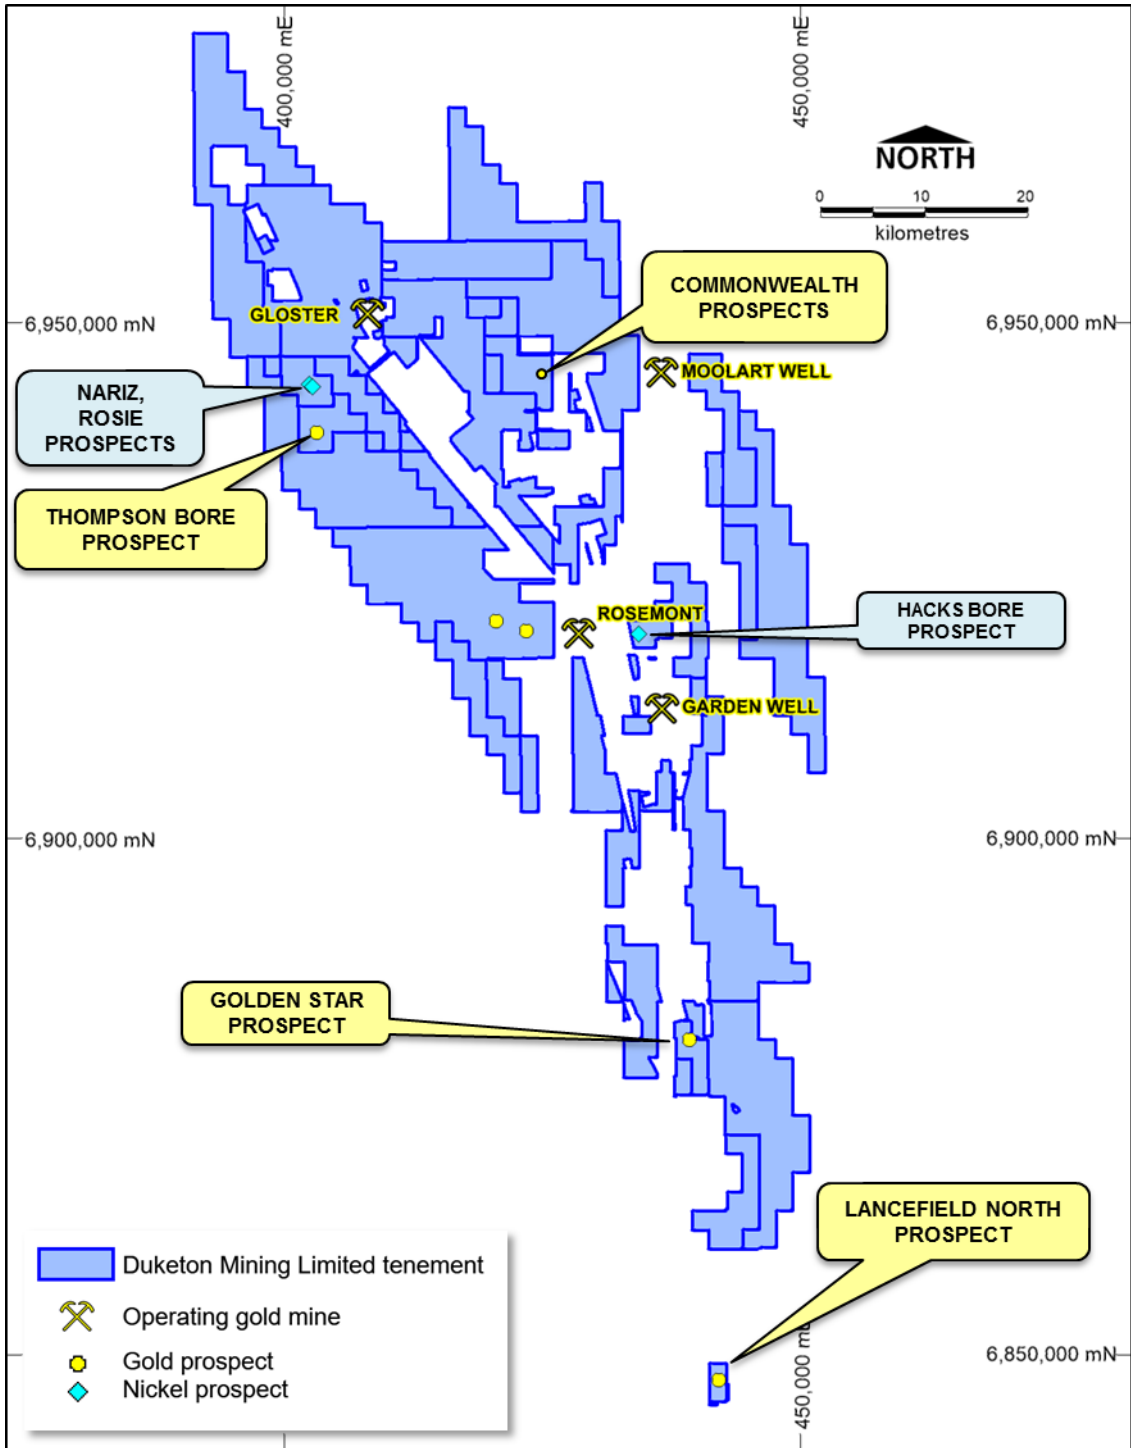 400,000 mE
450,000 mE
NORTH
0 10 20
kilometres
COMMONWEALTH
PROSPECTS
GLOSTER
6,950,000 mN
6,950,000 mN
MOOLART WELL
NARIZ,
ROSIE
PROSPECTS
THOMPSON BORE
PROSPECT
ROSEMONT
HACKS BORE
PROSPECT
GARDEN WELL
6,900,000 mN
6,900,000 mN
GOLDEN STAR
PROSPECT
LANCEFIELD NORTH
PROSPECT
Duketon Mining Limited tenement
Operating gold mine
Gold prospect
Nickel prospect
6,850,000 mN
450,000 mE